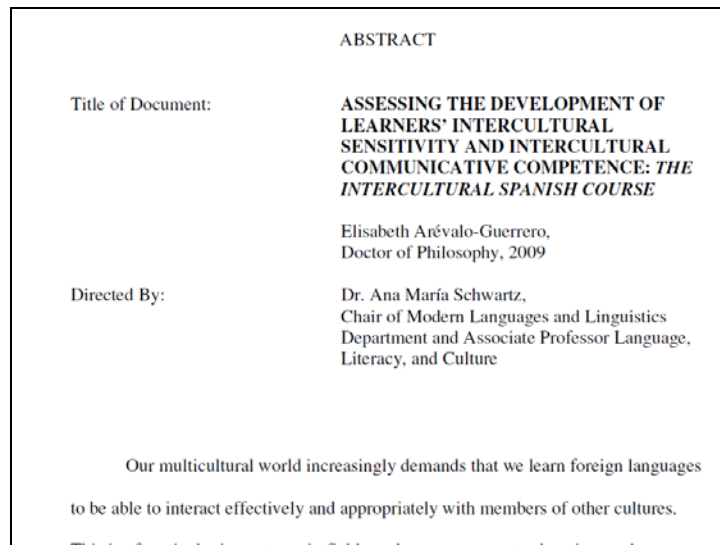 ABSTRACT
Title of Document: ASSESSING THE DEVELOPMENT OF
LEARNERS' INTERCULTURAL
SENSITIVITY AND INTERCULTURAL
COMMUNICATIVE COMPETENCE: THE
INTERCULTURAL SPANISH COURSE
Elisabeth Arévalo-Guerrero,
Doctor of Philosophy, 2009
Directed By: Dr. Ana María Schwartz,
Chair of Modern Languages and Linguistics
Department and Associate Professor Language,
Literacy, and Culture
Our multicultural world increasingly demands that we learn foreign languages
to be able to interact effectively and appropriately with members of other cultures.